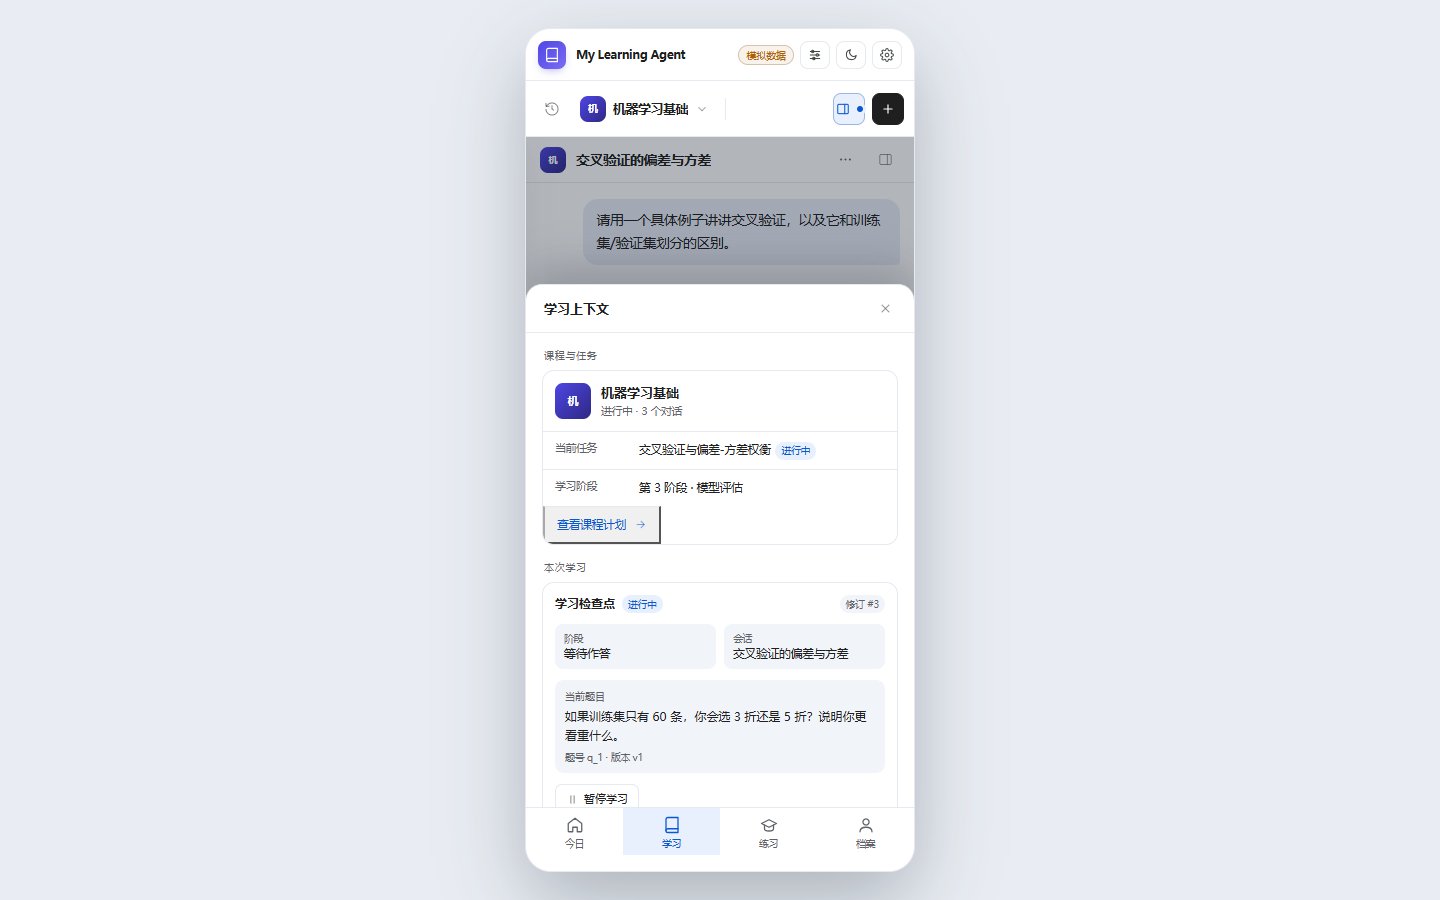 My Learning Agent
模拟数据
机
机器学习基础
机
交叉验证的偏差与方差
请用一个具体例子讲讲交叉验证，以及它和训练
集/验证集划分的区别。
学习上下文
课程与任务
机
机器学习基础
进行中 · 3 个对话
当前任务
交叉验证与偏差-方差权衡 进行中
学习阶段
第 3 阶段 · 模型评估
查看课程计划 →
本次学习
学习检查点 进行中
修订 #3
阶段
等待作答
会话
交叉验证的偏差与方差
当前题目
如果训练集只有 60 条，你会选 3 折还是 5 折？说明你更
看重什么。
题号 q_1 · 版本 v1
暂停学习
今日
学习
练习
档案